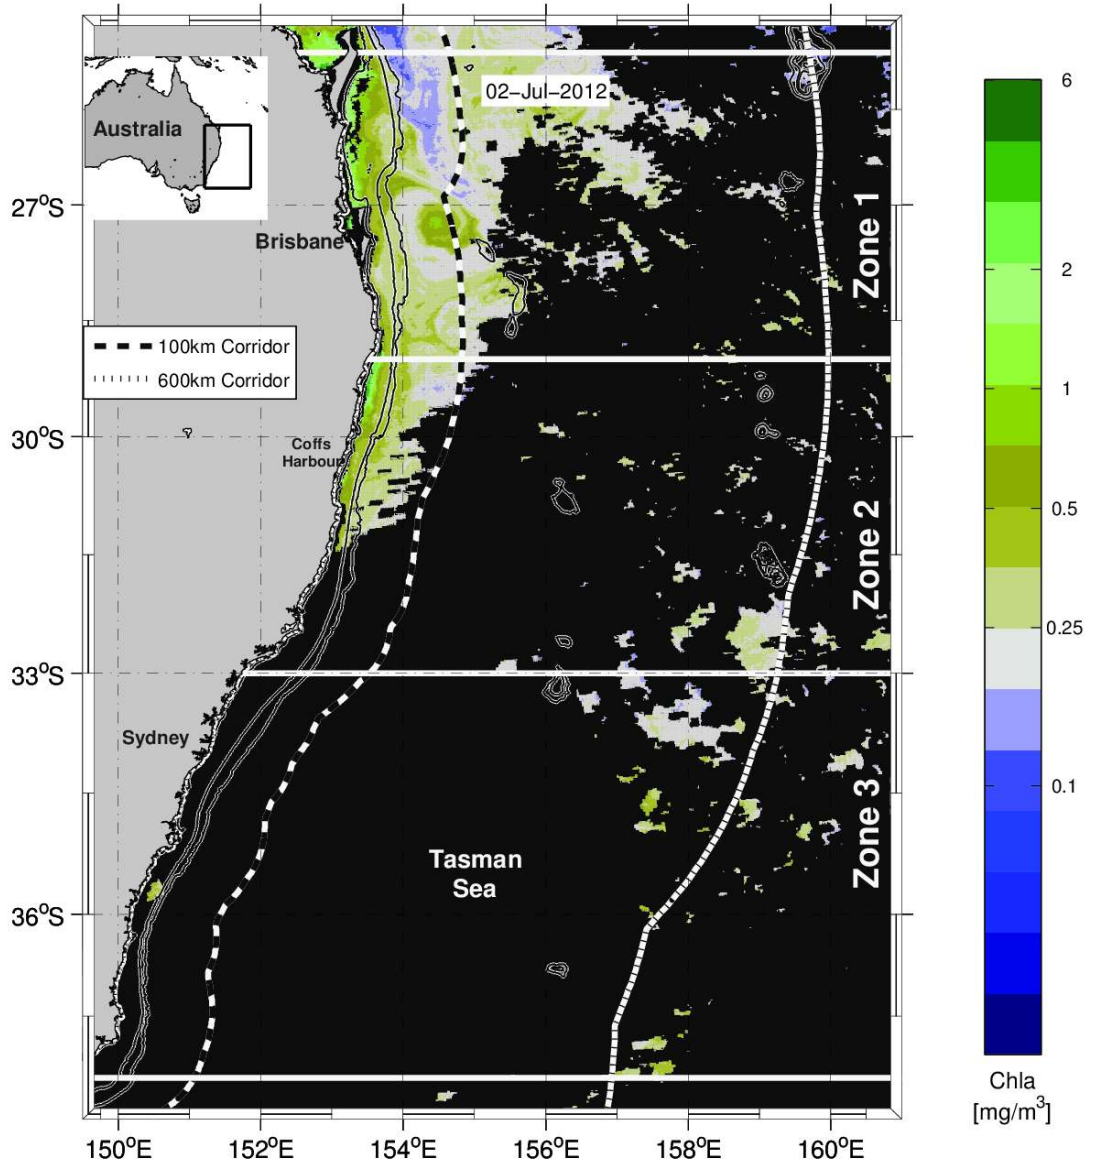 02-Jul-2012
Australia
27°S
Brisbane
Zone 1
100km Corridor
600km Corridor
30°S
Coffs
Harbour
Zone 2
33°S
Sydney
Zone 3
Tasman
Sea
36°S
150°E
152°E
154°E
156°E
158°E
160°E
6
2
1
0.5
0.25
0.1
Chla
[mg/m³]